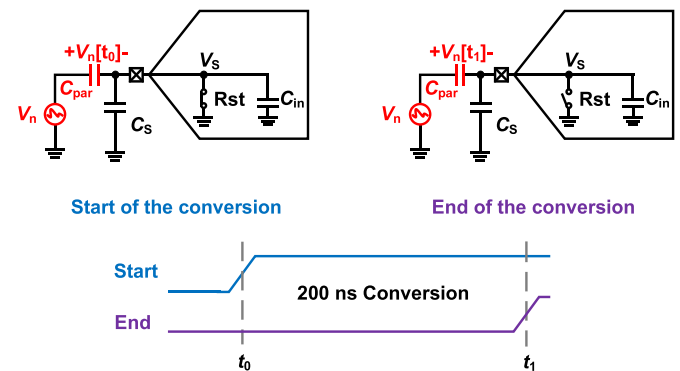 +Vn[t0]-
VS
Cpar
Rst
Cin
Vn
CS
+Vn[t1]-
VS
Cpar
Rst
Cin
Vn
CS
Start of the conversion
End of the conversion
Start
200 ns Conversion
End
t0
t1